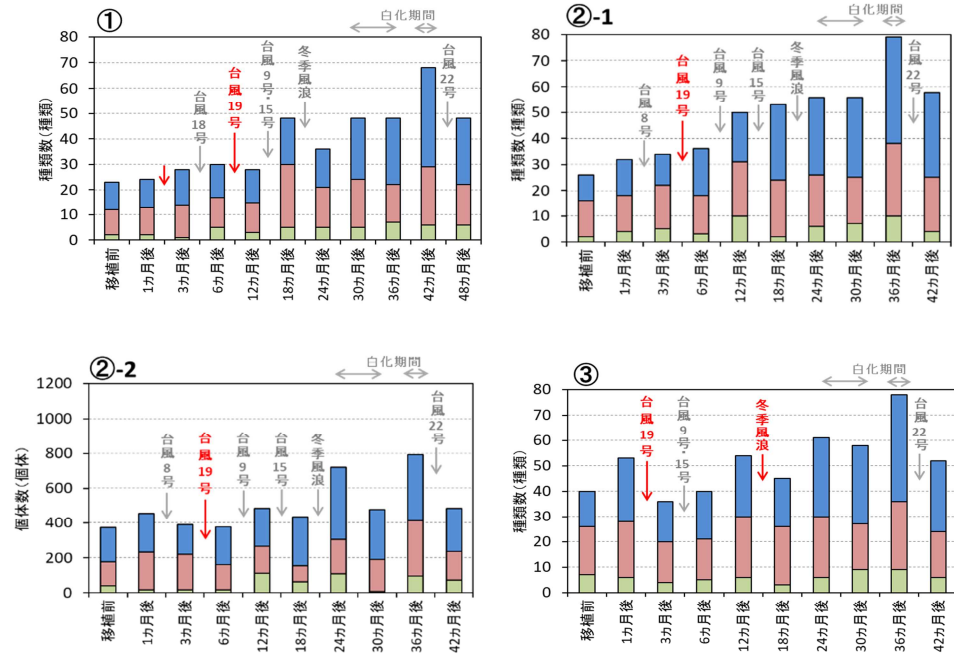 ①
白化期間
台風18号
台風19号
台風9号・15号
冬季風浪
台風22号
種類数(種類)
80
70
60
50
40
30
20
10
0
移植前
1カ月後
3カ月後
6カ月後
12カ月後
18カ月後
24カ月後
30カ月後
36カ月後
42カ月後
48カ月後
②-1
白化期間
台風8号
台風19号
台風9号
台風15号
冬季風浪
台風22号
種類数(種類)
80
70
60
50
40
30
20
10
0
移植前
1カ月後
3カ月後
6カ月後
12カ月後
18カ月後
24カ月後
30カ月後
36カ月後
42カ月後
②-2
白化期間
台風8号
台風19号
台風9号
台風15号
冬季風浪
台風22号
個体数(個体)
1200
1000
800
600
400
200
0
移植前
1カ月後
3カ月後
6カ月後
12カ月後
18カ月後
24カ月後
30カ月後
36カ月後
42カ月後
③
白化期間
台風19号
台風9号・15号
冬季風浪
台風22号
種類数(種類)
80
70
60
50
40
30
20
10
0
移植前
1カ月後
3カ月後
6カ月後
12カ月後
18カ月後
24カ月後
30カ月後
36カ月後
42カ月後